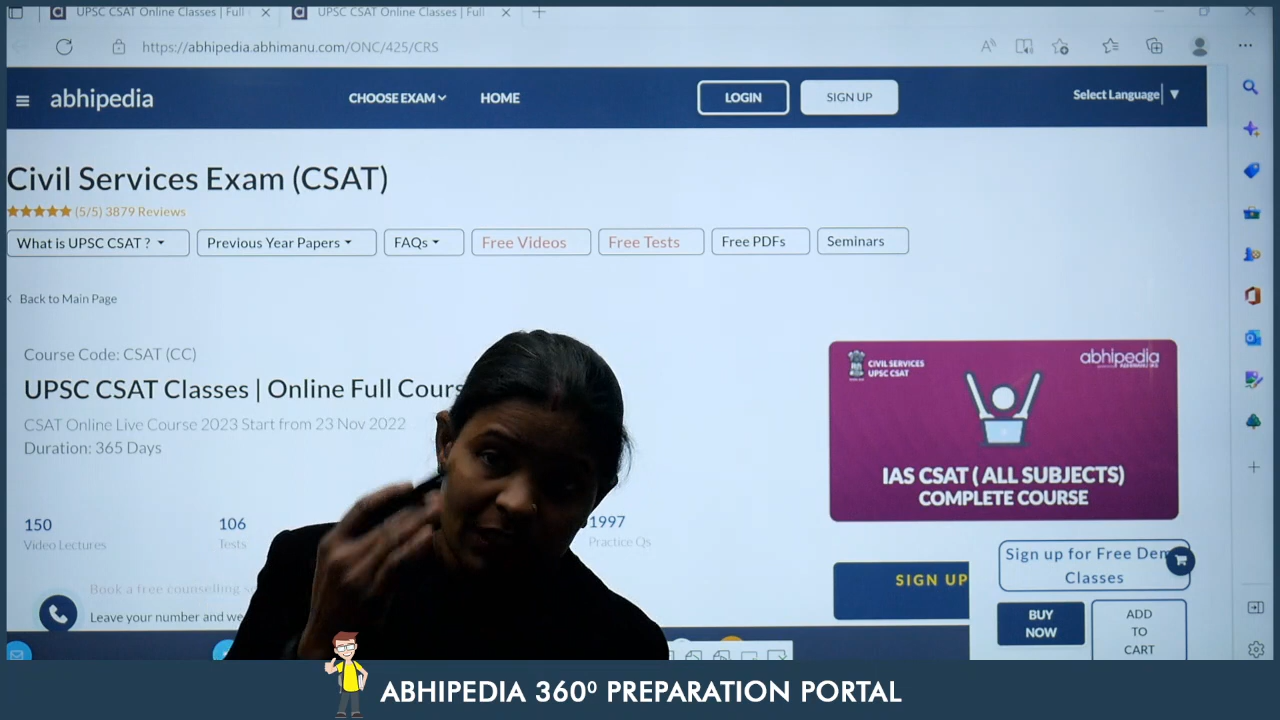 UPSC CSAT Online Classes | Full
UPSC CSAT Online Classes | Full
https://abhipedia.abhimanu.com/ONC/425/CRS
abhipedia
CHOOSE EXAM
HOME
LOGIN
SIGN UP
Select Language
Civil Services Exam (CSAT)
(5/5) 3879 Reviews
What is UPSC CSAT ?
Previous Year Papers
FAQs
Free Videos
Free Tests
Free PDFs
Seminars
Back to Main Page
Course Code: CSAT (CC)
UPSC CSAT Classes | Online Full Cours
CSAT Online Live Course 2023 Start from 23 Nov 2022
Duration: 365 Days
150
Video Lectures
106
Tests
1997
Practice Qs
Book a free counselling
Leave your number and we
CIVIL SERVICES
UPSC CSAT
abhipedia
IAS CSAT ( ALL SUBJECTS)
COMPLETE COURSE
SIGN UP
Sign up for Free Dem
Classes
BUY
NOW
ADD
TO
CART
ABHIPEDIA 360⁰ PREPARATION PORTAL